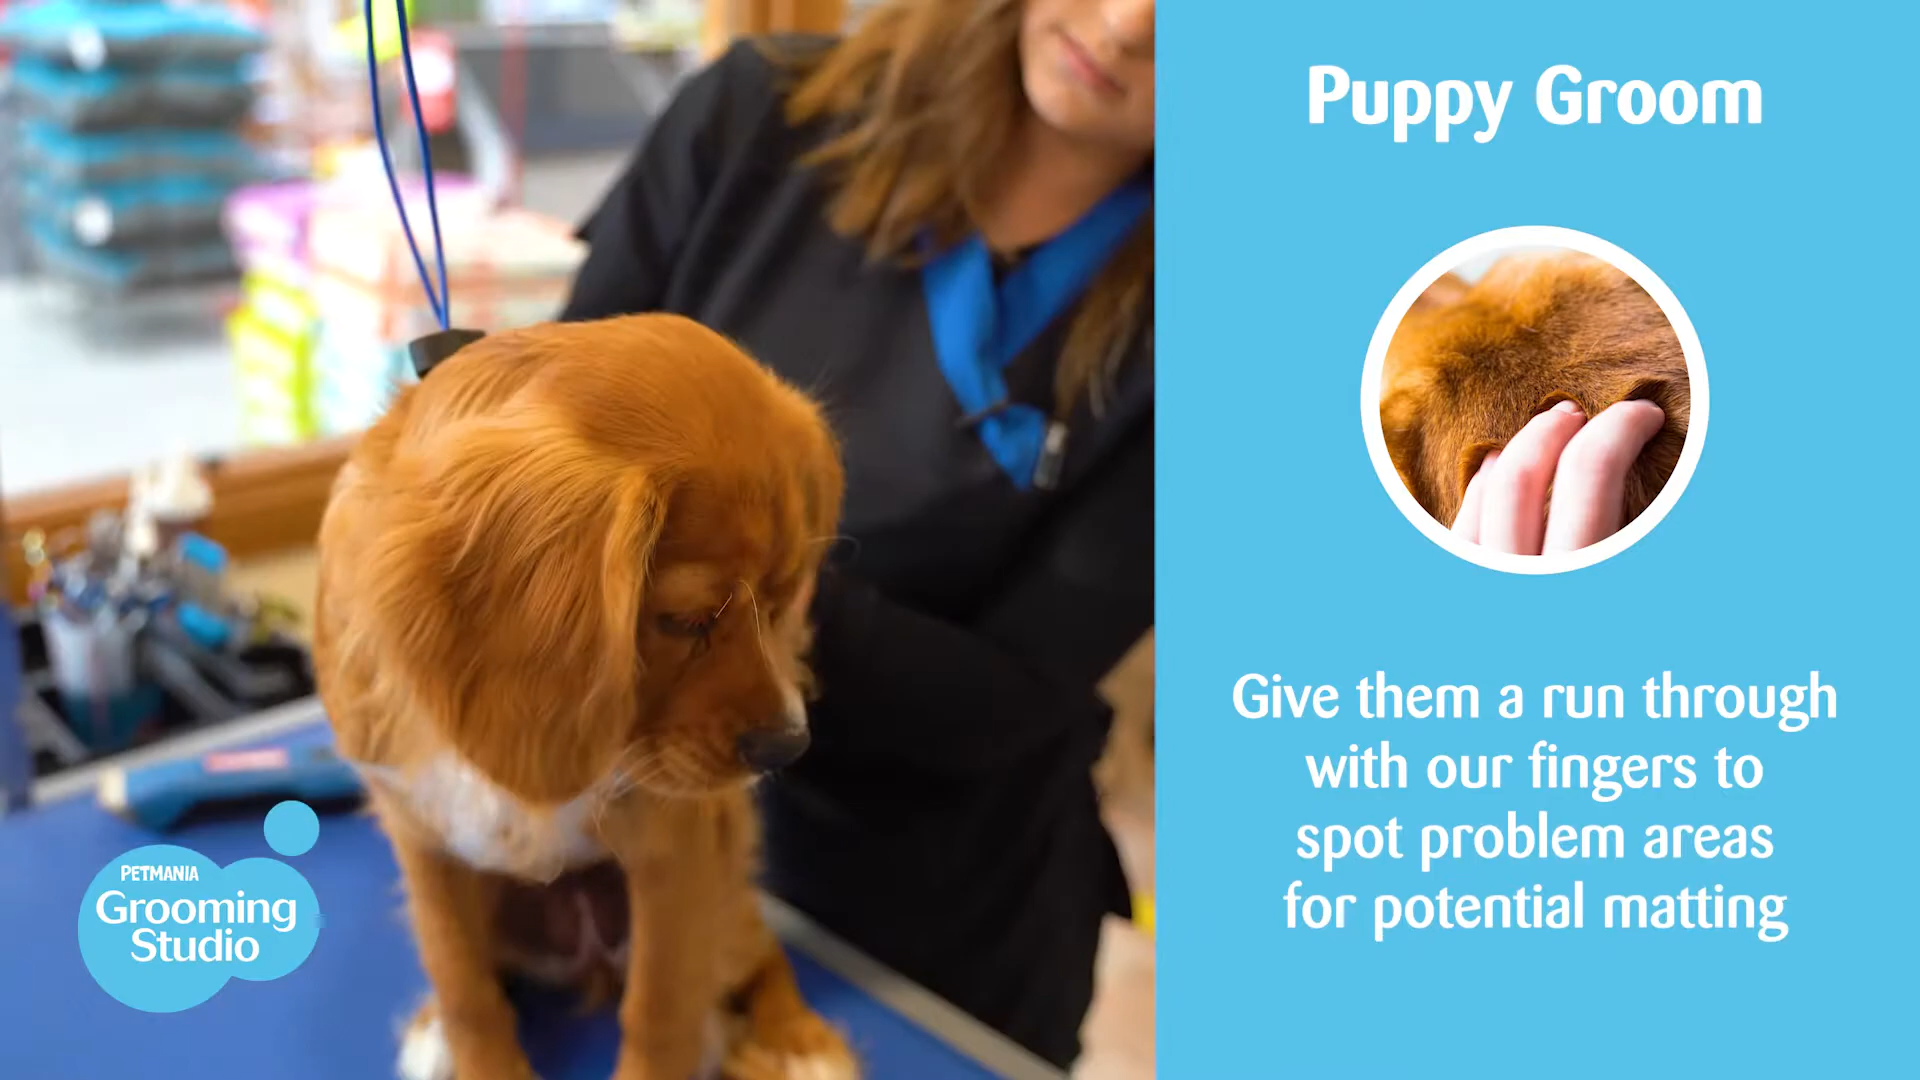 Puppy Groom
Give them a run through
with our fingers to
spot problem areas
for potential matting
PETMANIA
Grooming
Studio